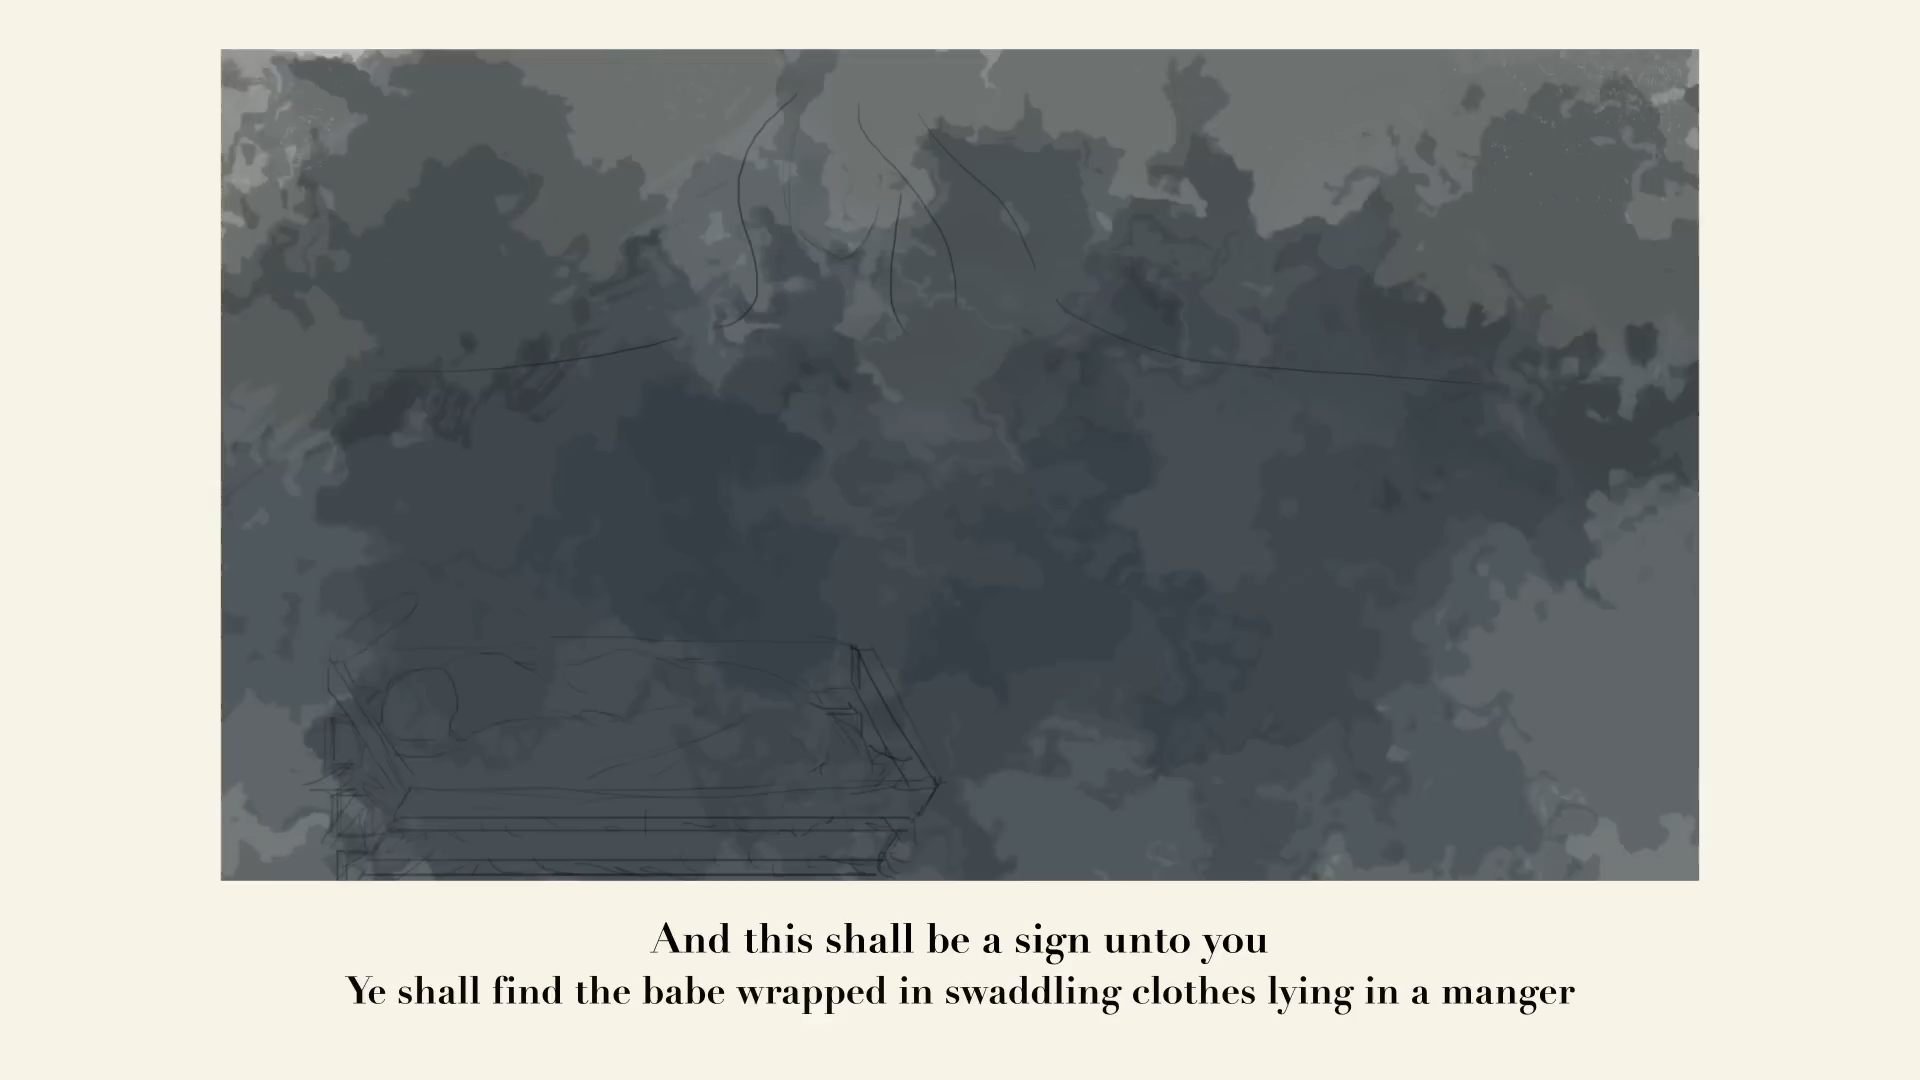 And this shall be a sign unto you
Ye shall find the babe wrapped in swaddling clothes lying in a manger